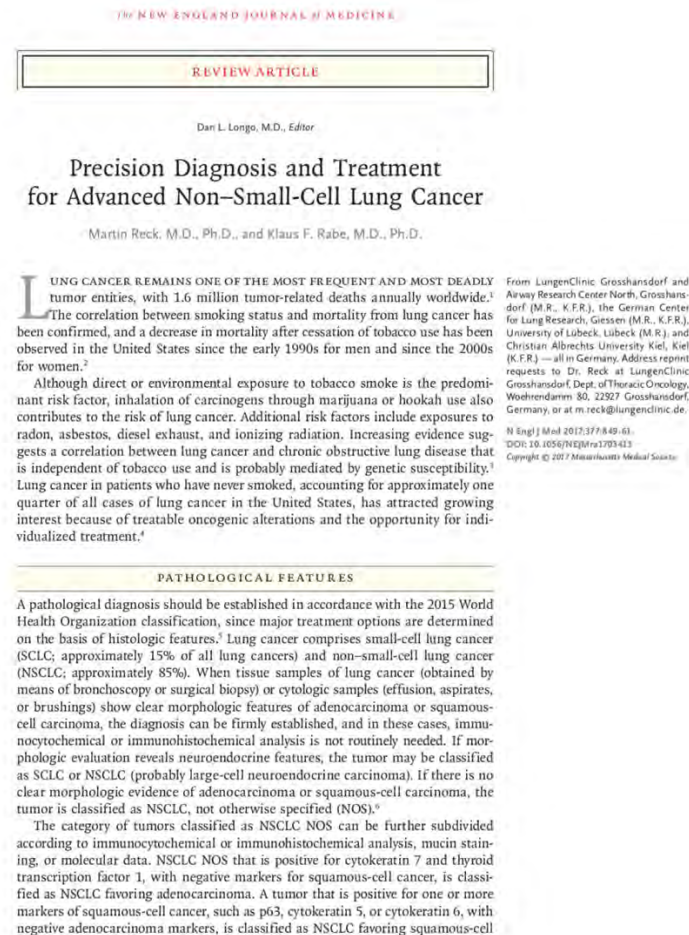 The NEW ENGLAND JOURNAL of MEDICINE
REVIEW ARTICLE
Dan L. Longo, M.D., Editor
Precision Diagnosis and Treatment
for Advanced Non–Small-Cell Lung Cancer
Martin Reck, M.D., Ph.D., and Klaus F. Rabe, M.D., Ph.D.
LUNG CANCER REMAINS ONE OF THE MOST FREQUENT AND MOST DEADLY
tumor entities, with 1.6 million tumor-related deaths annually worldwide.¹
The correlation between smoking status and mortality from lung cancer has
been confirmed, and a decrease in mortality after cessation of tobacco use has been
observed in the United States since the early 1990s for men and since the 2000s
for women.²
Although direct or environmental exposure to tobacco smoke is the predomi-
nant risk factor, inhalation of carcinogens through marijuana or hookah use also
contributes to the risk of lung cancer. Additional risk factors include exposures to
radon, asbestos, diesel exhaust, and ionizing radiation. Increasing evidence sug-
gests a correlation between lung cancer and chronic obstructive lung disease that
is independent of tobacco use and is probably mediated by genetic susceptibility.³
Lung cancer in patients who have never smoked, accounting for approximately one
quarter of all cases of lung cancer in the United States, has attracted growing
interest because of treatable oncogenic alterations and the opportunity for indi-
vidualized treatment.⁴
PATHOLOGICAL FEATURES
A pathological diagnosis should be established in accordance with the 2015 World
Health Organization classification, since major treatment options are determined
on the basis of histologic features.⁵ Lung cancer comprises small-cell lung cancer
(SCLC; approximately 15% of all lung cancers) and non–small-cell lung cancer
(NSCLC; approximately 85%). When tissue samples of lung cancer (obtained by
means of bronchoscopy or surgical biopsy) or cytologic samples (effusion, aspirates,
or brushings) show clear morphologic features of adenocarcinoma or squamous-
cell carcinoma, the diagnosis can be firmly established, and in these cases, immu-
nocytochemical or immunohistochemical analysis is not routinely needed. If mor-
phologic evaluation reveals neuroendocrine features, the tumor may be classified
as SCLC or NSCLC (probably large-cell neuroendocrine carcinoma). If there is no
clear morphologic evidence of adenocarcinoma or squamous-cell carcinoma, the
tumor is classified as NSCLC, not otherwise specified (NOS).⁶
The category of tumors classified as NSCLC NOS can be further subdivided
according to immunocytochemical or immunohistochemical analysis, mucin stain-
ing, or molecular data. NSCLC NOS that is positive for cytokeratin 7 and thyroid
transcription factor 1, with negative markers for squamous-cell cancer, is classi-
fied as NSCLC favoring adenocarcinoma. A tumor that is positive for one or more
markers of squamous-cell cancer, such as p63, cytokeratin 5, or cytokeratin 6, with
negative adenocarcinoma markers, is classified as NSCLC favoring squamous-cell
From LungenClinic Grosshansdorf and
Airway Research Center North, Grosshans-
dorf (M.R., K.F.R.), the German Center
for Lung Research, Giessen (M.R., K.F.R.),
University of Lübeck, Lübeck (M.R.), and
Christian Albrechts University Kiel, Kiel
(K.F.R.) — all in Germany. Address reprint
requests to Dr. Reck at LungenClinic
Grosshansdorf, Dept. of Thoracic Oncology,
Woehrendamm 80, 22927 Grosshansdorf,
Germany, or at m.reck@lungenclinic.de.
N Engl J Med 2017;377:849-61.
DOI: 10.1056/NEJMra1703413
Copyright © 2017 Massachusetts Medical Society.